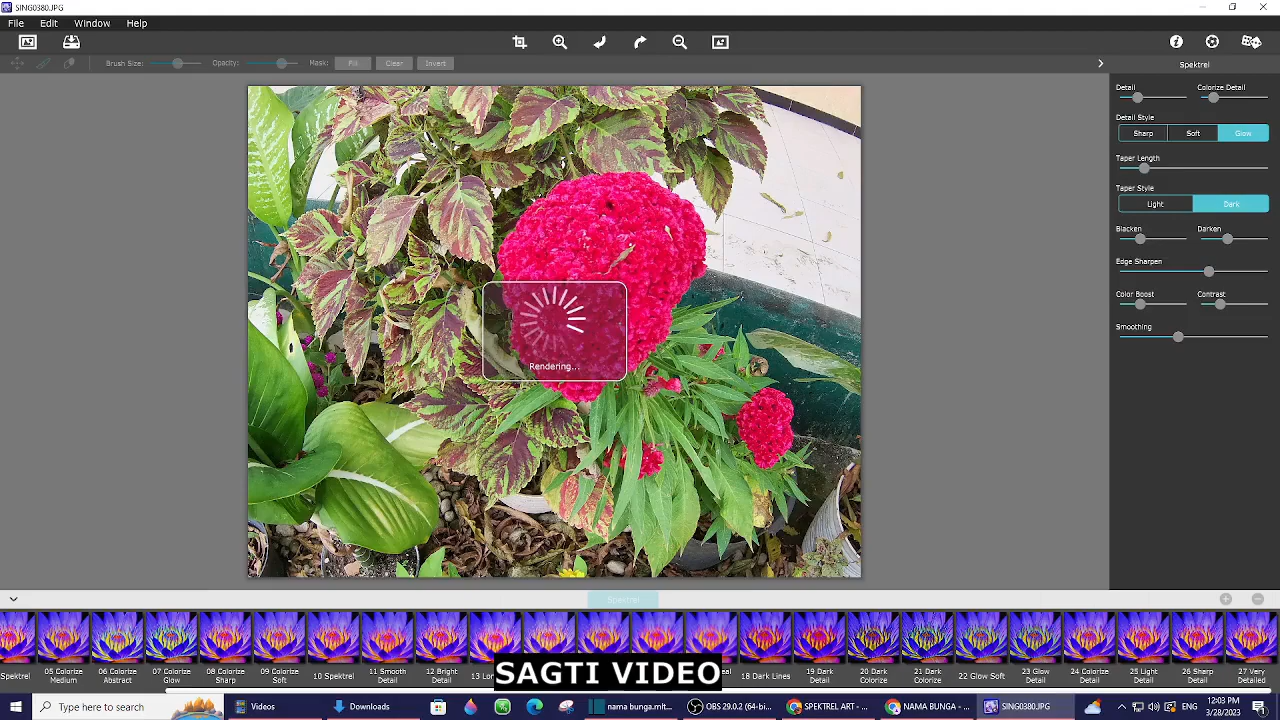 SING0380.JPG
File Edit Window Help
Brush Size: Opacity: Mask: Fill Clear Invert
Spektrel
Detail Colorize Detail
Detail Style
Sharp Soft Glow
Taper Length
Taper Style
Light Dark
Blacken Darken
Edge Sharpen
Color Boost Contrast
Smoothing
Rendering...
Spektrel
05 Colorize Medium
06 Colorize Abstract
07 Colorize Glow
08 Colorize Sharp
09 Colorize Soft
10 Spektrel
11 Smooth Detail
12 Bright Detail
18 Dark Lines
19 Dark Detail
20 Dark Colorize
21 Dark Colorize
22 Glow Soft
23 Glow Detail
24 Colorize Detail
25 Sharp Light
26 Sharp Dark
27 Very Detailed
SAGTI VIDEO
Type here to search
Videos
Downloads
nama bunga.mlt...
OBS 29.0.2 (64-bi...
SPEKTREL ART - ...
NAMA BUNGA - ...
SING0380.JPG
12:03 PM
3/28/2023